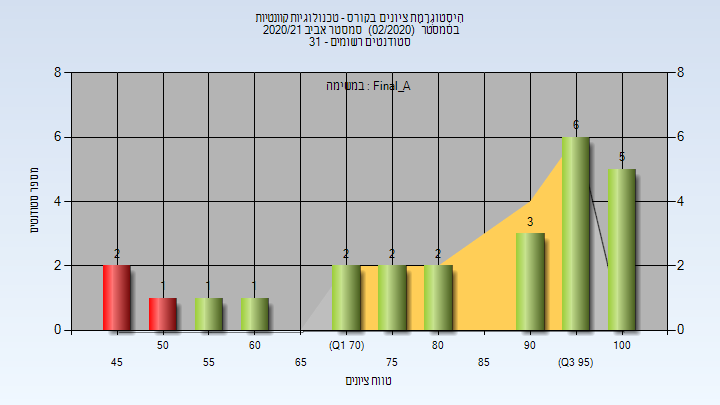 היסטוגרמת ציונים בקורס - טכנולוגיות קוונטיות
בסמסטר (02/2020) סמסטר אביב 2020/21
סטודנטים רשומים - 31
במשימה : Final_A
8 8
6 6
4 4
2 2
0 0
2 1 1 1 2 2 2 3 6 5
מספר סטודנטים
50 60 (Q1 70) 80 90 100
45 55 65 75 85 (Q3 95)
טווח ציונים